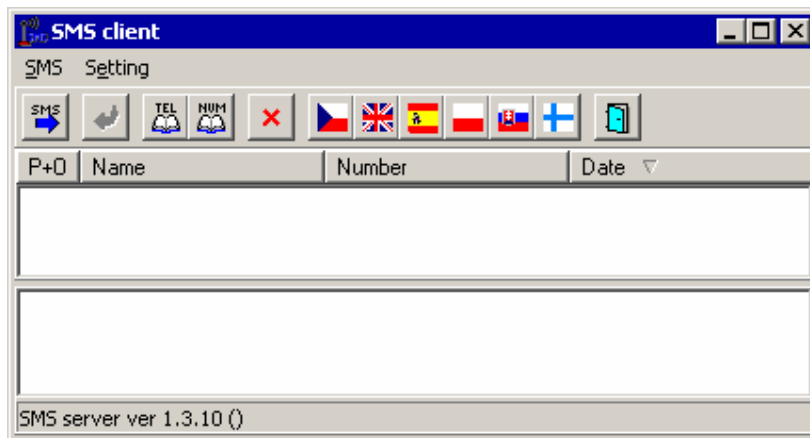 SMS client
SMS Setting
SMS TEL NUM
P+O Name Number Date
SMS server ver 1.3.10 ()